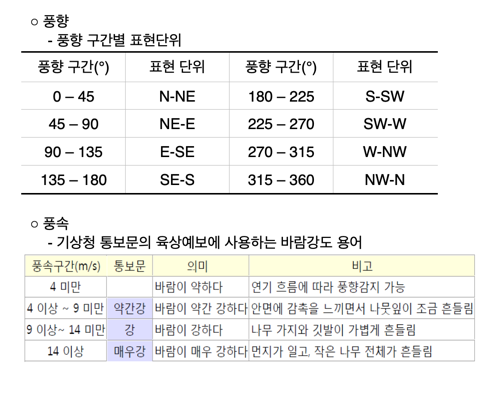 ○ 풍향
- 풍향 구간별 표현단위
풍향 구간(°) 표현 단위 풍향 구간(°) 표현 단위
0 – 45 N-NE 180 – 225 S-SW
45 – 90 NE-E 225 – 270 SW-W
90 – 135 E-SE 270 – 315 W-NW
135 – 180 SE-S 315 – 360 NW-N
○ 풍속
- 기상청 통보문의 육상예보에 사용하는 바람강도 용어
풍속구간(m/s) 통보문 의미 비고
4 미만 바람이 약하다 연기 흐름에 따라 풍향감지 가능
4 이상 ~ 9 미만 약간강 바람이 약간 강하다 안면에 감촉을 느끼면서 나뭇잎이 조금 흔들림
9 이상~ 14 미만 강 바람이 강하다 나무 가지와 깃발이 가볍게 흔들림
14 이상 매우강 바람이 매우 강하다 먼지가 일고, 작은 나무 전체가 흔들림